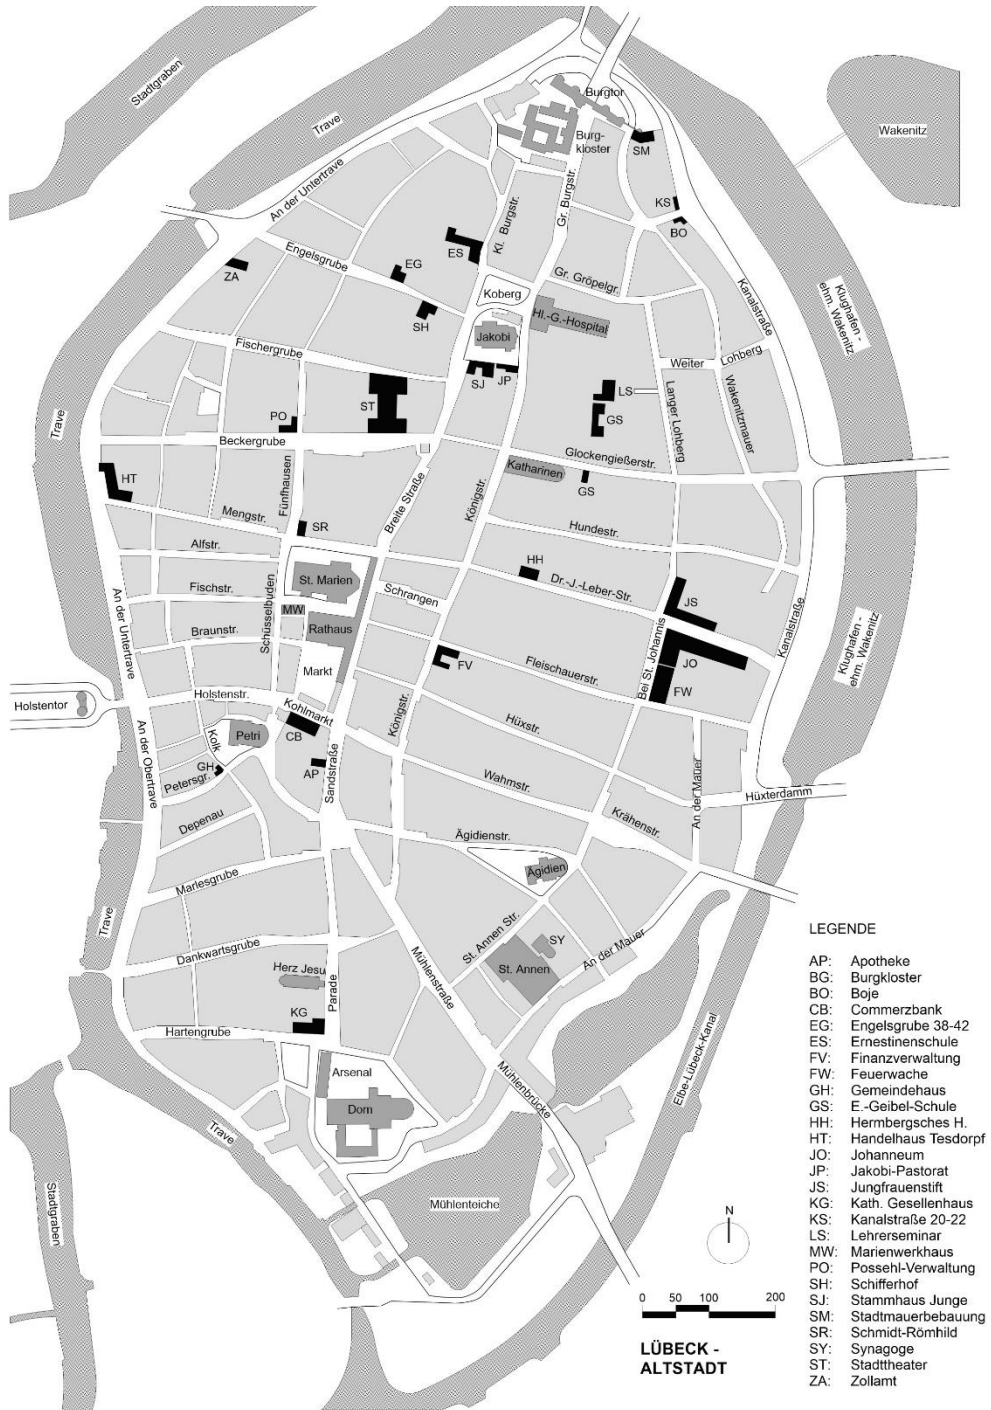 Stadtgraben
Trave
Burgtor
Burg-
kloster
SM
Wakenitz
An der Untertrave
KS
BO
Kl. Burgstr.
Gr. Burgstr.
ES
EG
Engelsgrube
ZA
Gr. Gröpelgr.
Koberg
Kanalstraße
Klughafen -
ehm. Wakenitz
SH
Hl.-G.-Hospital
Jakobi
Fischergrube
Weiter Lohberg
SJ
JP
LS
Langer Lohberg
Wakenitzmauer
Trave
PO
ST
GS
Beckergrube
Glockengießerstr.
Katharinen
GS
HT
Fünfhausen
Breite Straße
Königstr.
Mengstr.
SR
Hundestr.
Alfstr.
HH
Dr.-J.-Leber-Str.
Fischstr.
St. Marien
Schrangen
JS
An der Untertrave
Schüsselbuden
MW
Rathaus
Braunstr.
Kanalstraße
Klughafen -
ehm. Wakenitz
Bei St. Johannis
JO
Markt
FV
Fleischauerstr.
FW
Holstentor
Holstenstr.
Kohlmarkt
Königstr.
Hüxstr.
An der Obertrave
Kolk
Petri
CB
GH
Petersgr.
AP
Sandstraße
Wahmstr.
An der Mauer
Hüxterdamm
Depenau
Krähenstr.
Ägidienstr.
Marlesgrube
Ägidien
Trave
St. Annen Str.
SY
An der Mauer
Dankwartsgrube
Mühlenstraße
St. Annen
Herz Jesu
Parade
KG
Hartengrube
Arsenal
Mühlenbrücke
Elbe-Lübeck-Kanal
Dom
Trave
Stadtgraben
Mühlenteiche
N
0 50 100 200
LÜBECK -
ALTSTADT
LEGENDE
AP: Apotheke
BG: Burgkloster
BO: Boje
CB: Commerzbank
EG: Engelsgrube 38-42
ES: Ernestinenschule
FV: Finanzverwaltung
FW: Feuerwache
GH: Gemeindehaus
GS: E.-Geibel-Schule
HH: Hermbergsches H.
HT: Handelhaus Tesdorpf
JO: Johanneum
JP: Jakobi-Pastorat
JS: Jungfrauenstift
KG: Kath. Gesellenhaus
KS: Kanalstraße 20-22
LS: Lehrerseminar
MW: Marienwerkhaus
PO: Possehl-Verwaltung
SH: Schifferhof
SJ: Stammhaus Junge
SM: Stadtmauerbebauung
SR: Schmidt-Römhild
SY: Synagoge
ST: Stadttheater
ZA: Zollamt